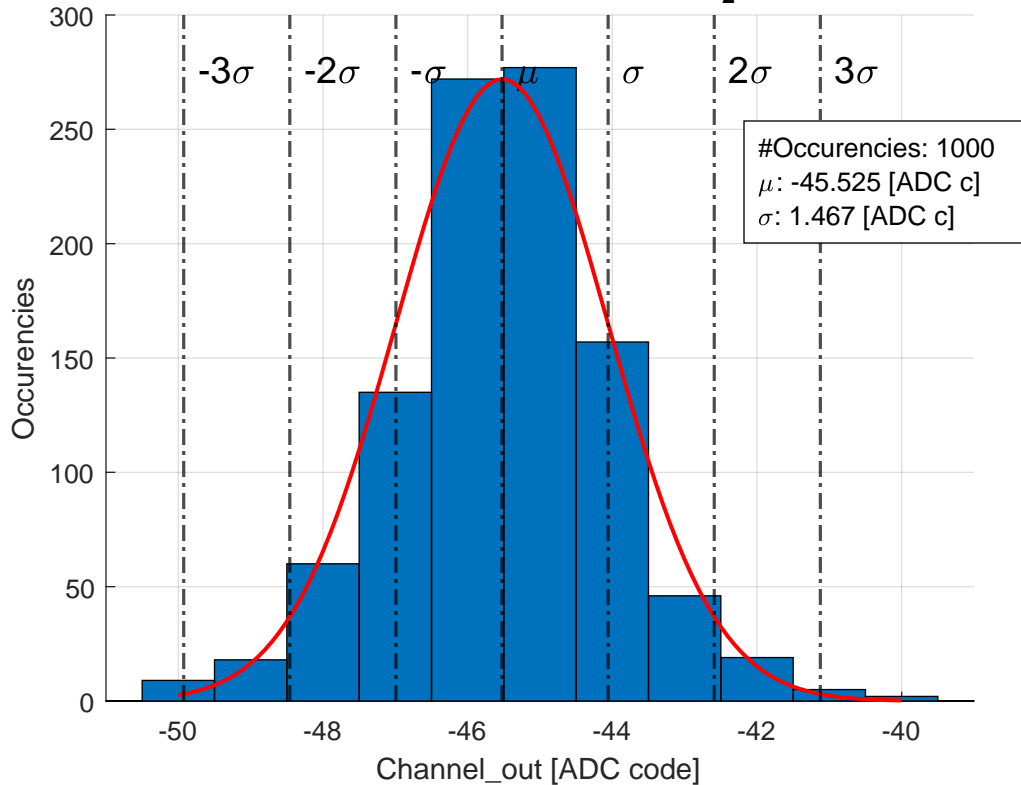 300
250
200
150
100
50
0
Occurencies
-3σ
-2σ
-σ
μ
σ
2σ
3σ
#Occurencies: 1000
μ: -45.525 [ADC c]
σ: 1.467 [ADC c]
-50
-48
-46
-44
-42
-40
Channel_out [ADC code]